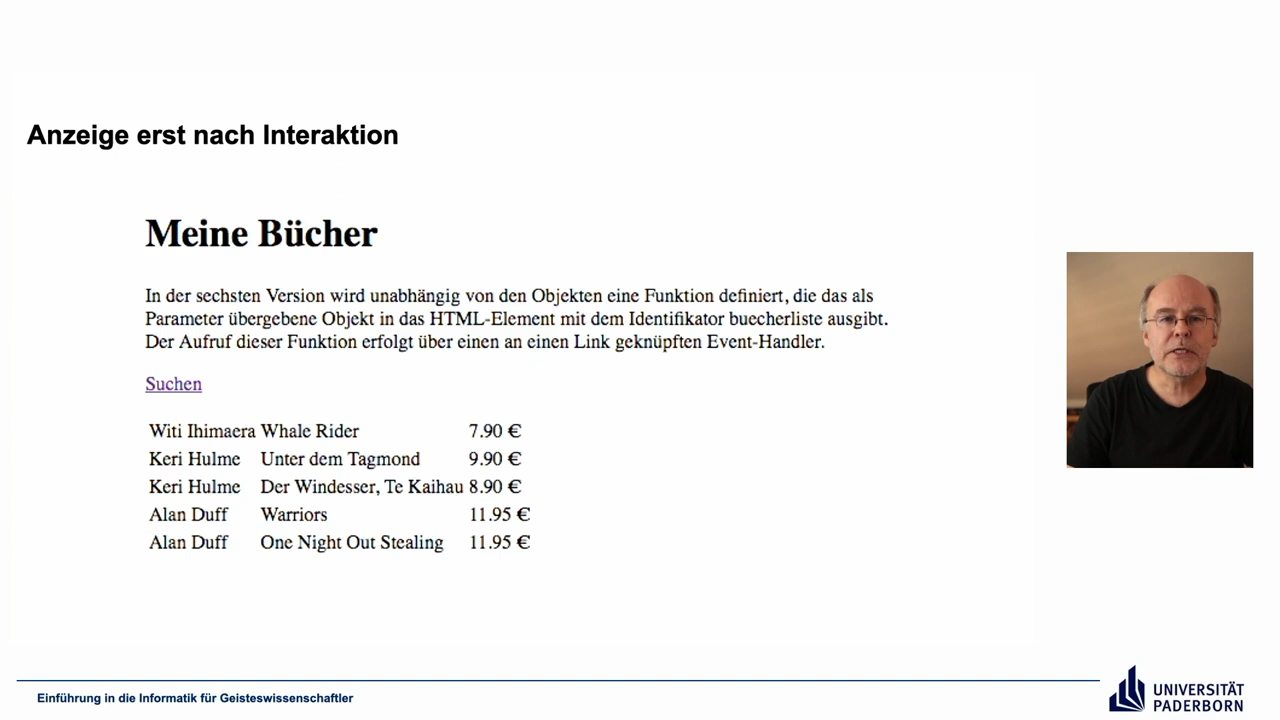 Anzeige erst nach Interaktion
Meine Bücher
In der sechsten Version wird unabhängig von den Objekten eine Funktion definiert, die das als
Parameter übergebene Objekt in das HTML-Element mit dem Identifikator buecherliste ausgibt.
Der Aufruf dieser Funktion erfolgt über einen an einen Link geknüpften Event-Handler.
Suchen
Witi Ihimaera Whale Rider 7.90 €
Keri Hulme Unter dem Tagmond 9.90 €
Keri Hulme Der Windesser, Te Kaihau 8.90 €
Alan Duff Warriors 11.95 €
Alan Duff One Night Out Stealing 11.95 €
Einführung in die Informatik für Geisteswissenschaftler
UNIVERSITÄT
PADERBORN